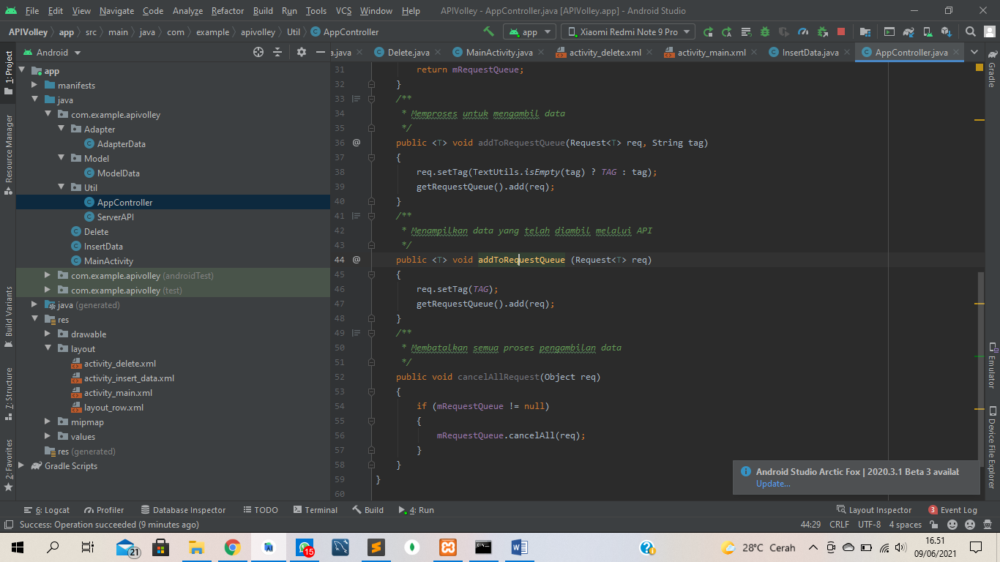 File Edit View Navigate Code Analyze Refactor Build Run Tools VCS Window Help APIVolley - AppController.java [APIVolley.app] - Android Studio
APIVolley app src main java com example apivolley Util AppController app Xiaomi Redmi Note 9 Pro
Android a.java Delete.java MainActivity.java activity_delete.xml activity_main.xml InsertData.java AppController.java
1: Project
Resource Manager
Build Variants
7: Structure
2: Favorites
app
manifests
java
com.example.apivolley
Adapter
AdapterData
Model
ModelData
Util
AppController
ServerAPI
Delete
InsertData
MainActivity
com.example.apivolley (androidTest)
com.example.apivolley (test)
java (generated)
res
drawable
layout
activity_delete.xml
activity_insert_data.xml
activity_main.xml
layout_row.xml
mipmap
values
res (generated)
Gradle Scripts
31 return mRequestQueue;
32 }
33 /**
34 * Memproses untuk mengambil data
35 */
36 @ public <T> void addToRequestQueue(Request<T> req, String tag)
37 {
38 req.setTag(TextUtils.isEmpty(tag) ? TAG : tag);
39 getRequestQueue().add(req);
40 }
41 /**
42 * Menampilkan data yang telah diambil melalui API
43 */
44 @ public <T> void addToRequestQueue (Request<T> req)
45 {
46 req.setTag(TAG);
47 getRequestQueue().add(req);
48 }
49 /**
50 * Membatalkan semua proses pengambilan data
51 */
52 public void cancelAllRequest(Object req)
53 {
54 if (mRequestQueue != null)
55 {
56 mRequestQueue.cancelAll(req);
57 }
58 }
59 }
60
Gradle
Emulator
Device File Explorer
Android Studio Arctic Fox | 2020.3.1 Beta 3 availal
Update...
6: Logcat Profiler Database Inspector TODO Terminal Build 4: Run Layout Inspector 3 Event Log
Success: Operation succeeded (9 minutes ago) 44:29 CRLF UTF-8 4 spaces
21 15 28°C Cerah 16.51
09/06/2021